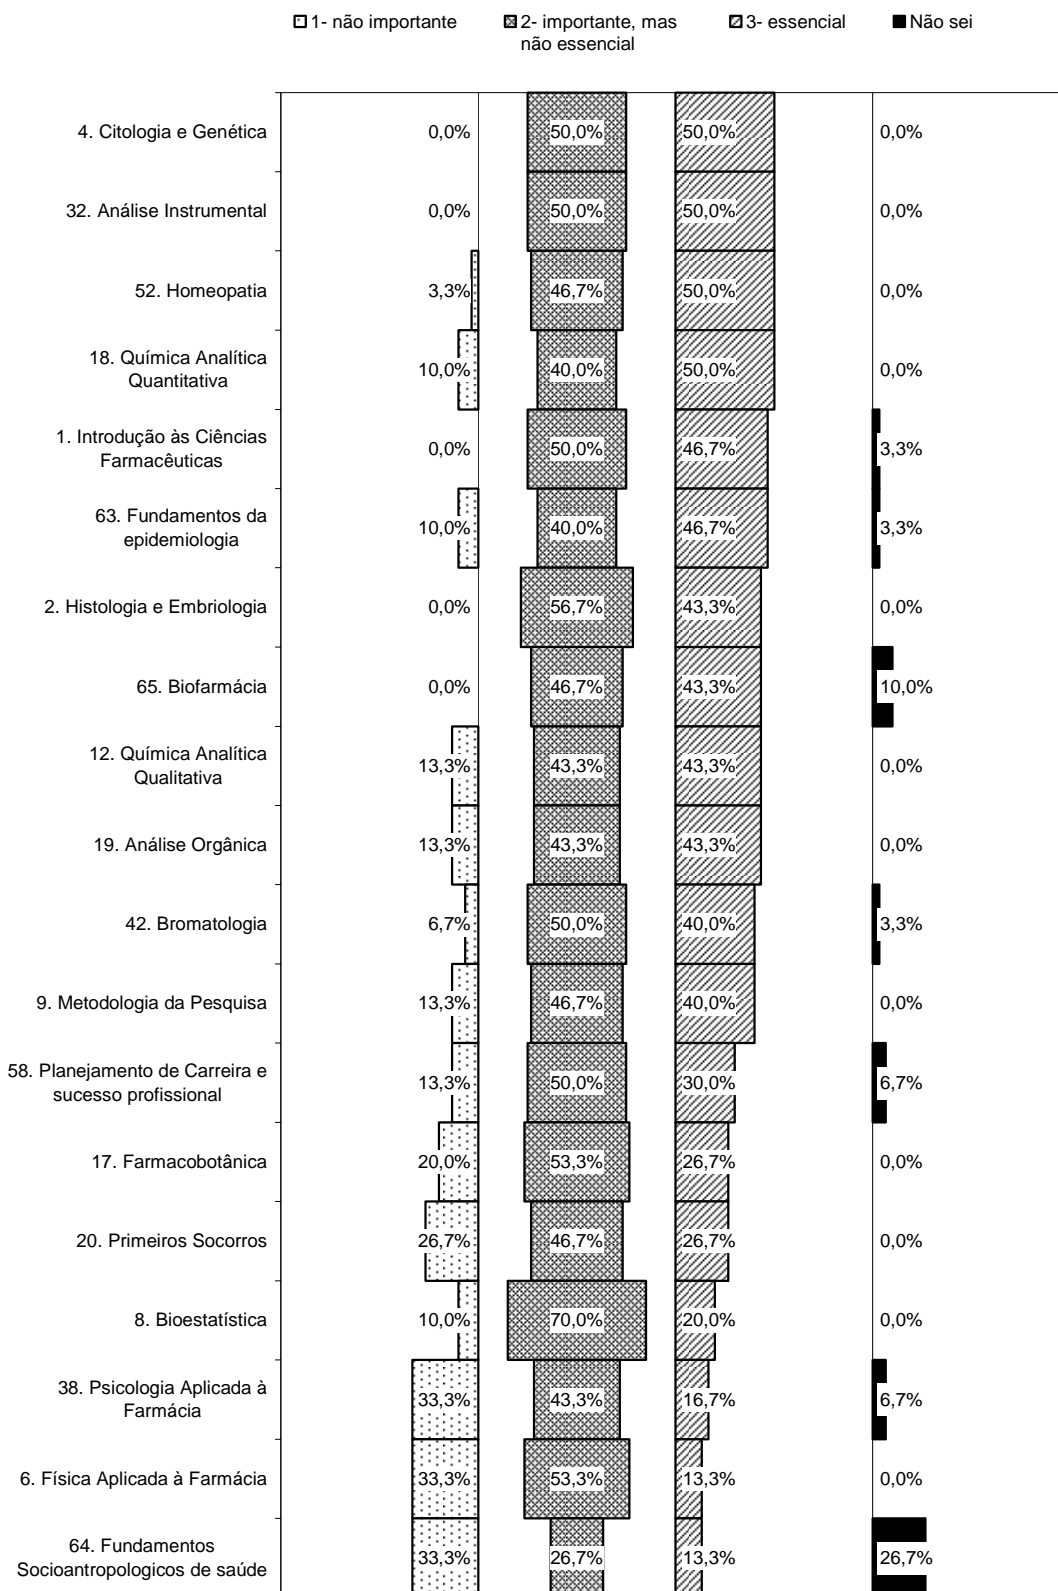 1- não importante 2- importante, mas 3- essencial Não sei
não essencial
4. Citologia e Genética 0,0% 50,0% 50,0% 0,0%
32. Análise Instrumental 0,0% 50,0% 50,0% 0,0%
52. Homeopatia 3,3% 46,7% 50,0% 0,0%
18. Química Analítica
Quantitativa 10,0% 40,0% 50,0% 0,0%
1. Introdução às Ciências
Farmacêuticas 0,0% 50,0% 46,7% 3,3%
63. Fundamentos da
epidemiologia 10,0% 40,0% 46,7% 3,3%
2. Histologia e Embriologia 0,0% 56,7% 43,3% 0,0%
65. Biofarmácia 0,0% 46,7% 43,3% 10,0%
12. Química Analítica
Qualitativa 13,3% 43,3% 43,3% 0,0%
19. Análise Orgânica 13,3% 43,3% 43,3% 0,0%
42. Bromatologia 6,7% 50,0% 40,0% 3,3%
9. Metodologia da Pesquisa 13,3% 46,7% 40,0% 0,0%
58. Planejamento de Carreira e
sucesso profissional 13,3% 50,0% 30,0% 6,7%
17. Farmacobotânica 20,0% 53,3% 26,7% 0,0%
20. Primeiros Socorros 26,7% 46,7% 26,7% 0,0%
8. Bioestatística 10,0% 70,0% 20,0% 0,0%
38. Psicologia Aplicada à
Farmácia 33,3% 43,3% 16,7% 6,7%
6. Física Aplicada à Farmácia 33,3% 53,3% 13,3% 0,0%
64. Fundamentos
Socioantropologicos de saúde 33,3% 26,7% 13,3% 26,7%